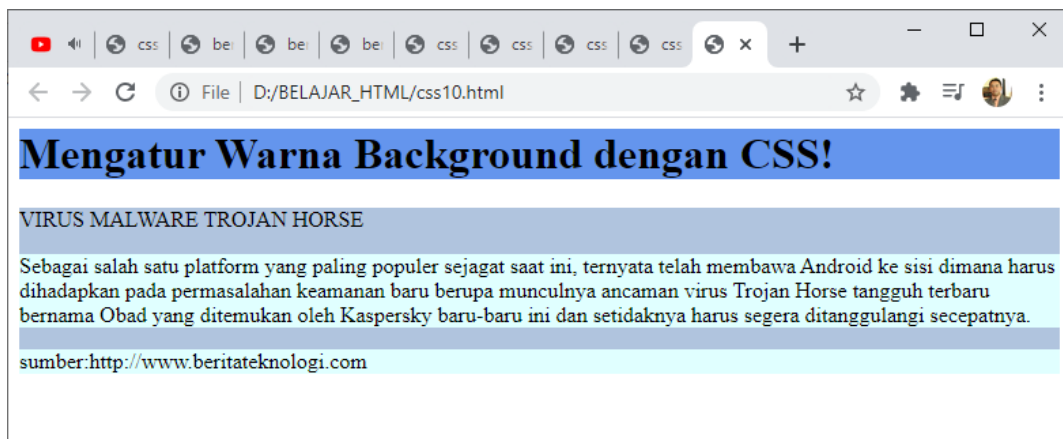 css be be be css css css css
File D:/BELAJAR_HTML/css10.html
Mengatur Warna Background dengan CSS!
VIRUS MALWARE TROJAN HORSE
Sebagai salah satu platform yang paling populer sejagat saat ini, ternyata telah membawa Android ke sisi dimana harus
dihadapkan pada permasalahan keamanan baru berupa munculnya ancaman virus Trojan Horse tangguh terbaru
bernama Obad yang ditemukan oleh Kaspersky baru-baru ini dan setidaknya harus segera ditanggulangi secepatnya.
sumber:http://www.beritateknologi.com